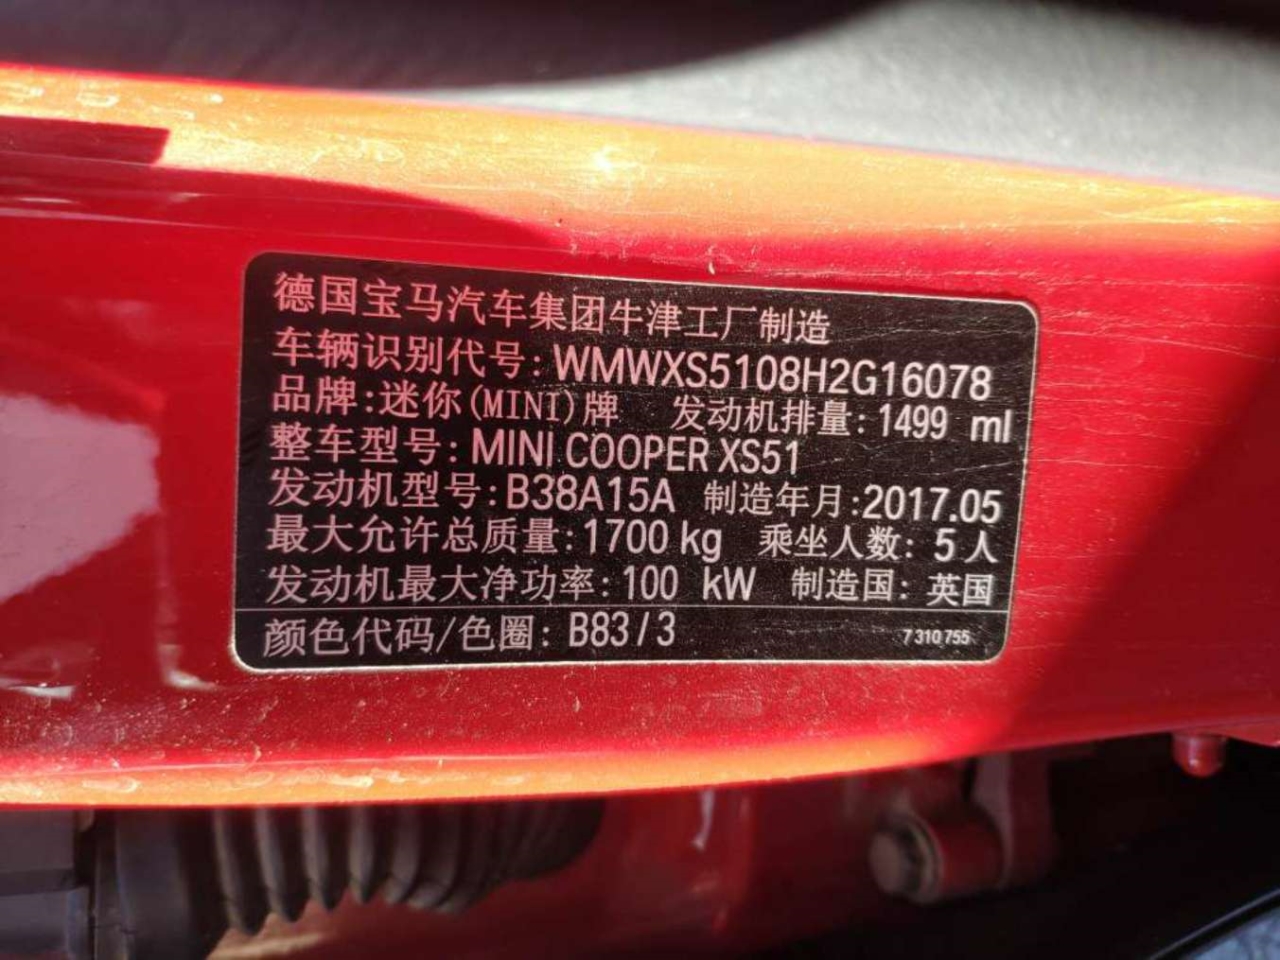 德国宝马汽车集团牛津工厂制造
车辆识别代号: WMWXS5108H2G16078
品牌:迷你(MINI)牌 发动机排量: 1499 ml
整车型号: MINI COOPER XS51
发动机型号:B38A15A 制造年月:2017.05
最大允许总质量:1700 kg 乘坐人数: 5人
发动机最大净功率:100 kW 制造国: 英国
颜色代码/色圈: B83/3 7 310 755